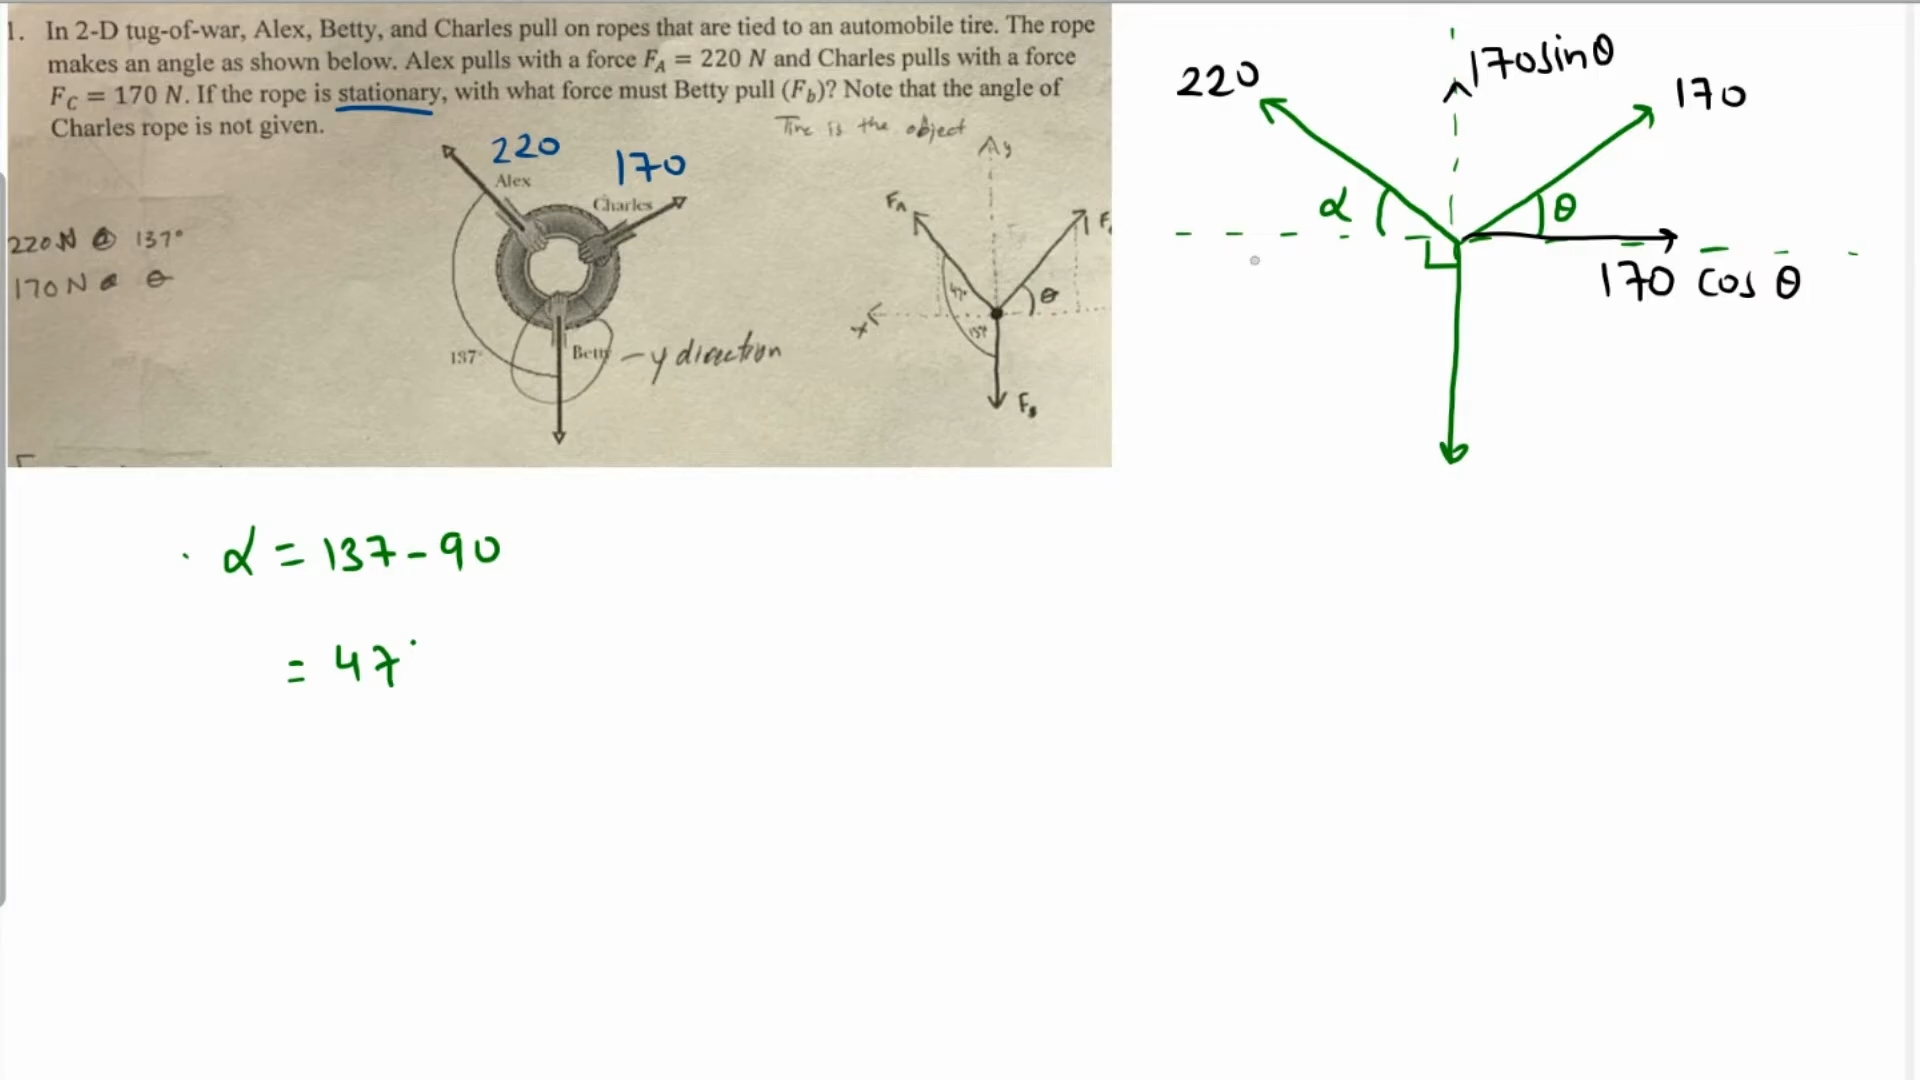 1. In 2-D tug-of-war, Alex, Betty, and Charles pull on ropes that are tied to an automobile tire. The rope
makes an angle as shown below. Alex pulls with a force F_A = 220 N and Charles pulls with a force
F_C = 170 N. If the rope is stationary, with what force must Betty pull (F_b)? Note that the angle of
Charles rope is not given.
Tire is the object
220
170
Alex
Charles
220N @ 137°
170N @ θ
137°
Betty
-y direction
y
F_A
F
47°
θ
x
137
F_B
220
170sinθ
170
α
θ
170 cos θ
α = 137-90
= 47°